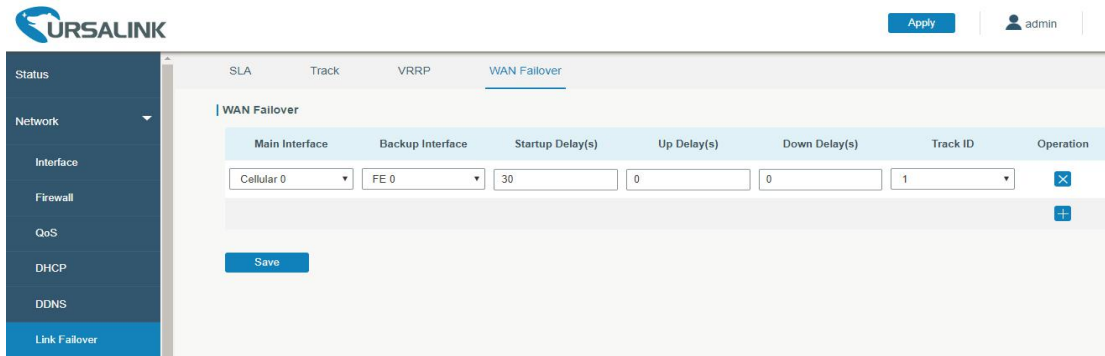 URSALINK
Apply
admin
Status
Network
Interface
Firewall
QoS
DHCP
DDNS
Link Failover
SLA Track VRRP WAN Failover
WAN Failover
Main Interface Backup Interface Startup Delay(s) Up Delay(s) Down Delay(s) Track ID Operation
Cellular 0 FE 0 30 0 0 1
Save